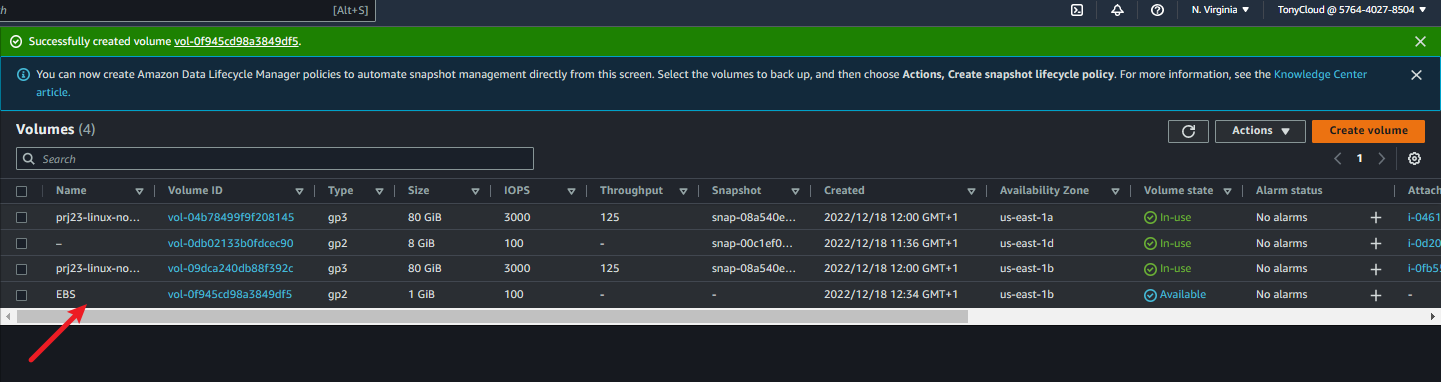 [Alt+S] N. Virginia ▼ TonyCloud @ 5764-4027-8504 ▼
Successfully created volume vol-0f945cd98a3849df5.
You can now create Amazon Data Lifecycle Manager policies to automate snapshot management directly from this screen. Select the volumes to back up, and then choose Actions, Create snapshot lifecycle policy. For more information, see the Knowledge Center
article.
Volumes (4) Actions ▼ Create volume
Search 1
Name Volume ID Type Size IOPS Throughput Snapshot Created Availability Zone Volume state Alarm status Attach
prj23-linux-no... vol-04b78499f9f208145 gp3 80 GiB 3000 125 snap-08a540e... 2022/12/18 12:00 GMT+1 us-east-1a In-use No alarms + i-0461
– vol-0db02133b0fdcec90 gp2 8 GiB 100 - snap-00c1ef0... 2022/12/18 11:36 GMT+1 us-east-1d In-use No alarms + i-0d20
prj23-linux-no... vol-09dca240db88f392c gp3 80 GiB 3000 125 snap-08a540e... 2022/12/18 12:00 GMT+1 us-east-1b In-use No alarms + i-0fb55
EBS vol-0f945cd98a3849df5 gp2 1 GiB 100 - - 2022/12/18 12:34 GMT+1 us-east-1b Available No alarms + -